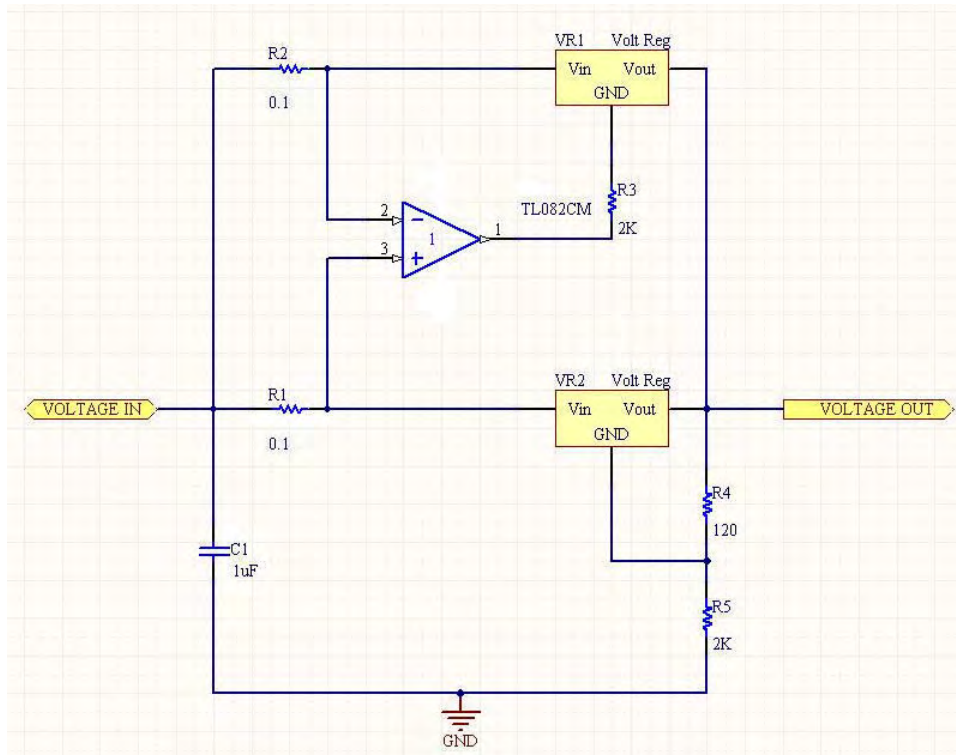 VR1 Volt Reg
R2
Vin Vout
GND
0.1
R3
TL082CM
2K
2
1
1
3
VR2 Volt Reg
R1
VOLTAGE IN
Vin Vout
VOLTAGE OUT
GND
0.1
R4
120
C1
1uF
R5
2K
GND